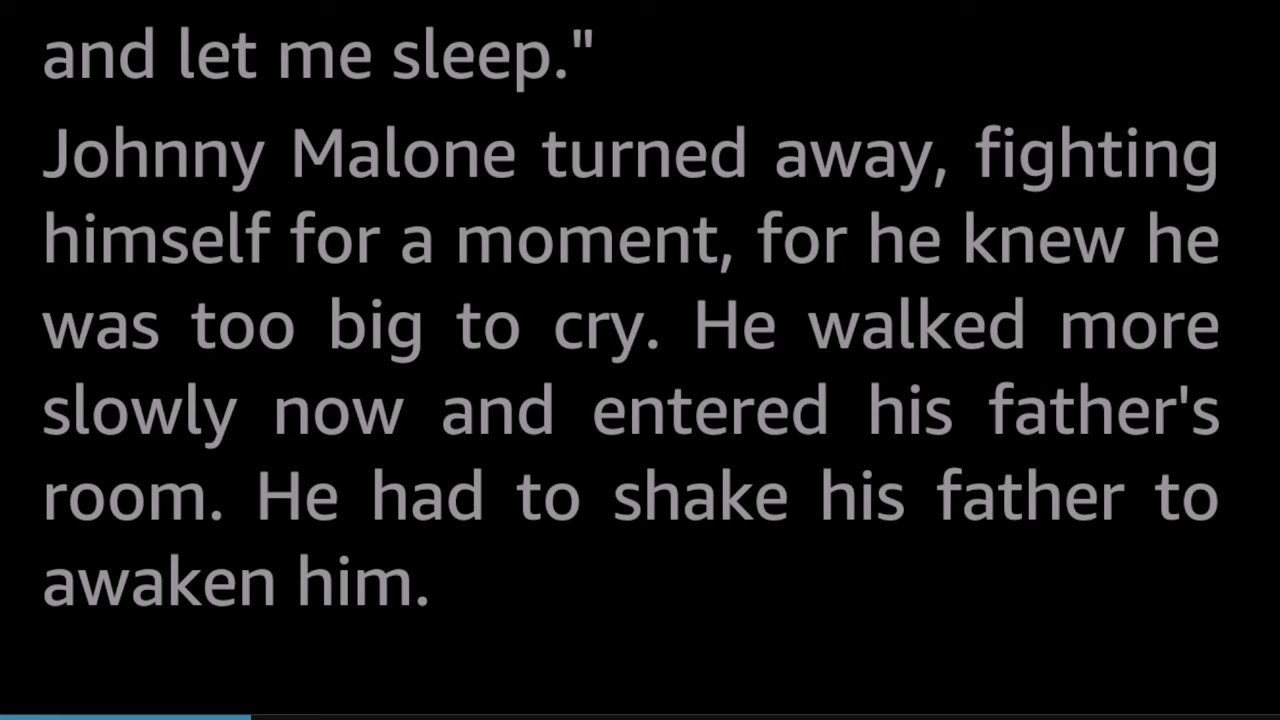 and let me sleep."
Johnny Malone turned away, fighting
himself for a moment, for he knew he
was too big to cry. He walked more
slowly now and entered his father's
room. He had to shake his father to
awaken him.